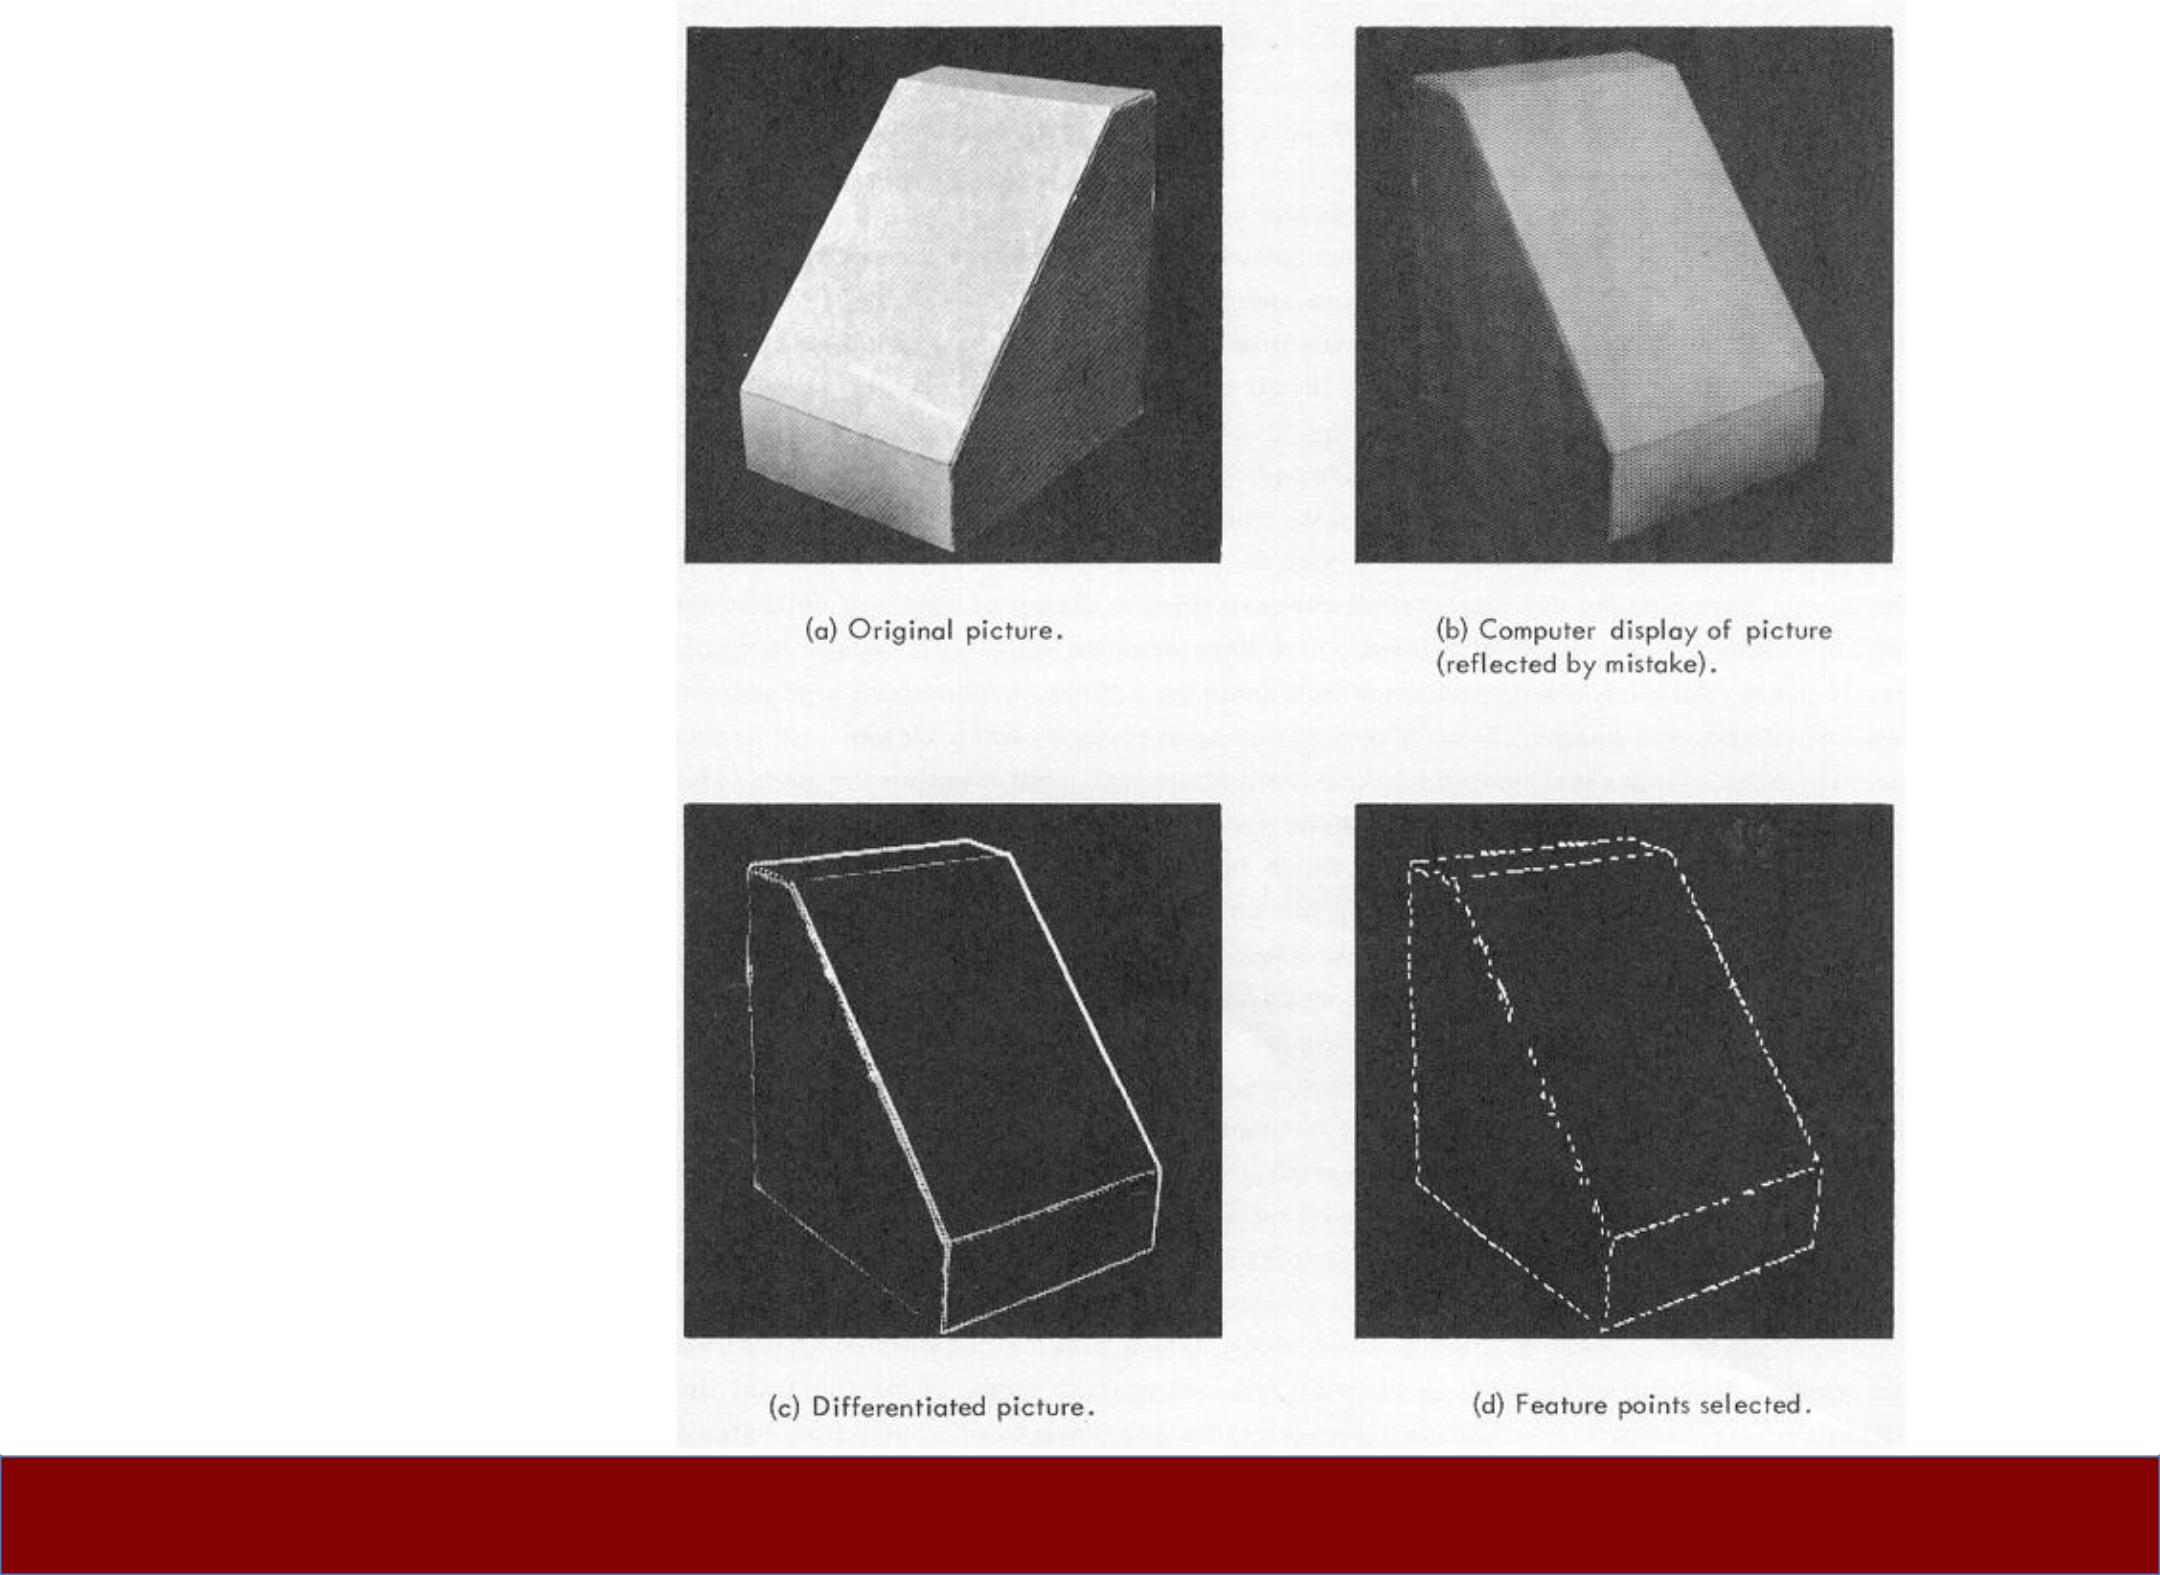 (a) Original picture.
(b) Computer display of picture
(reflected by mistake).
(c) Differentiated picture.
(d) Feature points selected.